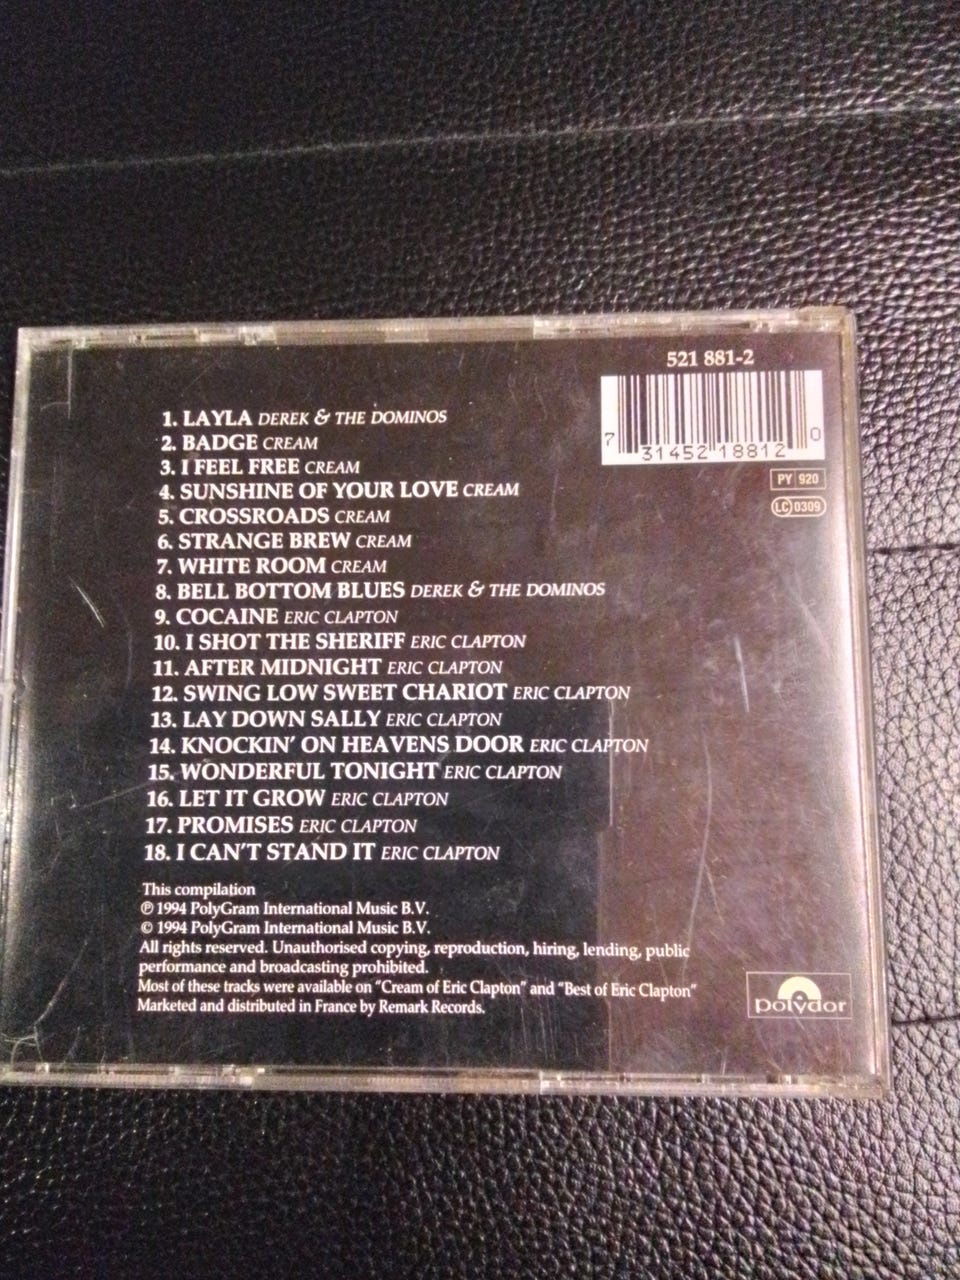 521 881-2
7 31452 18812 0
PY 920
LC 0309
1. LAYLA DEREK & THE DOMINOS
2. BADGE CREAM
3. I FEEL FREE CREAM
4. SUNSHINE OF YOUR LOVE CREAM
5. CROSSROADS CREAM
6. STRANGE BREW CREAM
7. WHITE ROOM CREAM
8. BELL BOTTOM BLUES DEREK & THE DOMINOS
9. COCAINE ERIC CLAPTON
10. I SHOT THE SHERIFF ERIC CLAPTON
11. AFTER MIDNIGHT ERIC CLAPTON
12. SWING LOW SWEET CHARIOT ERIC CLAPTON
13. LAY DOWN SALLY ERIC CLAPTON
14. KNOCKIN' ON HEAVENS DOOR ERIC CLAPTON
15. WONDERFUL TONIGHT ERIC CLAPTON
16. LET IT GROW ERIC CLAPTON
17. PROMISES ERIC CLAPTON
18. I CAN'T STAND IT ERIC CLAPTON
This compilation
℗ 1994 PolyGram International Music B.V.
© 1994 PolyGram International Music B.V.
All rights reserved. Unauthorised copying, reproduction, hiring, lending, public
performance and broadcasting prohibited.
Most of these tracks were available on "Cream of Eric Clapton" and "Best of Eric Clapton"
Marketed and distributed in France by Remark Records.
polydor